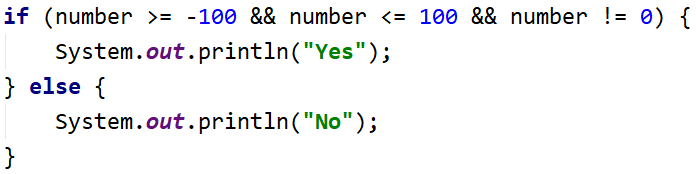 if (number >= -100 && number <= 100 && number != 0) {
    System.out.println("Yes");
} else {
    System.out.println("No");
}